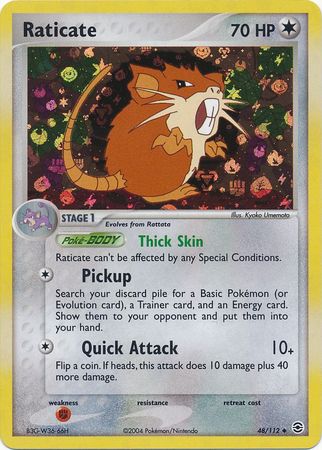 Raticate 70 HP
Illus. Kyoko Umemoto
STAGE 1 Evolves from Rattata
Poké-BODY Thick Skin
Raticate can't be affected by any Special Conditions.
Pickup
Search your discard pile for a Basic Pokémon (or
Evolution card), a Trainer card, and an Energy card.
Show them to your opponent and put them into
your hand.
Quick Attack 10+
Flip a coin. If heads, this attack does 10 damage plus 40
more damage.
weakness resistance retreat cost
B3G-W36 66H ©2004 Pokémon/Nintendo 48/112